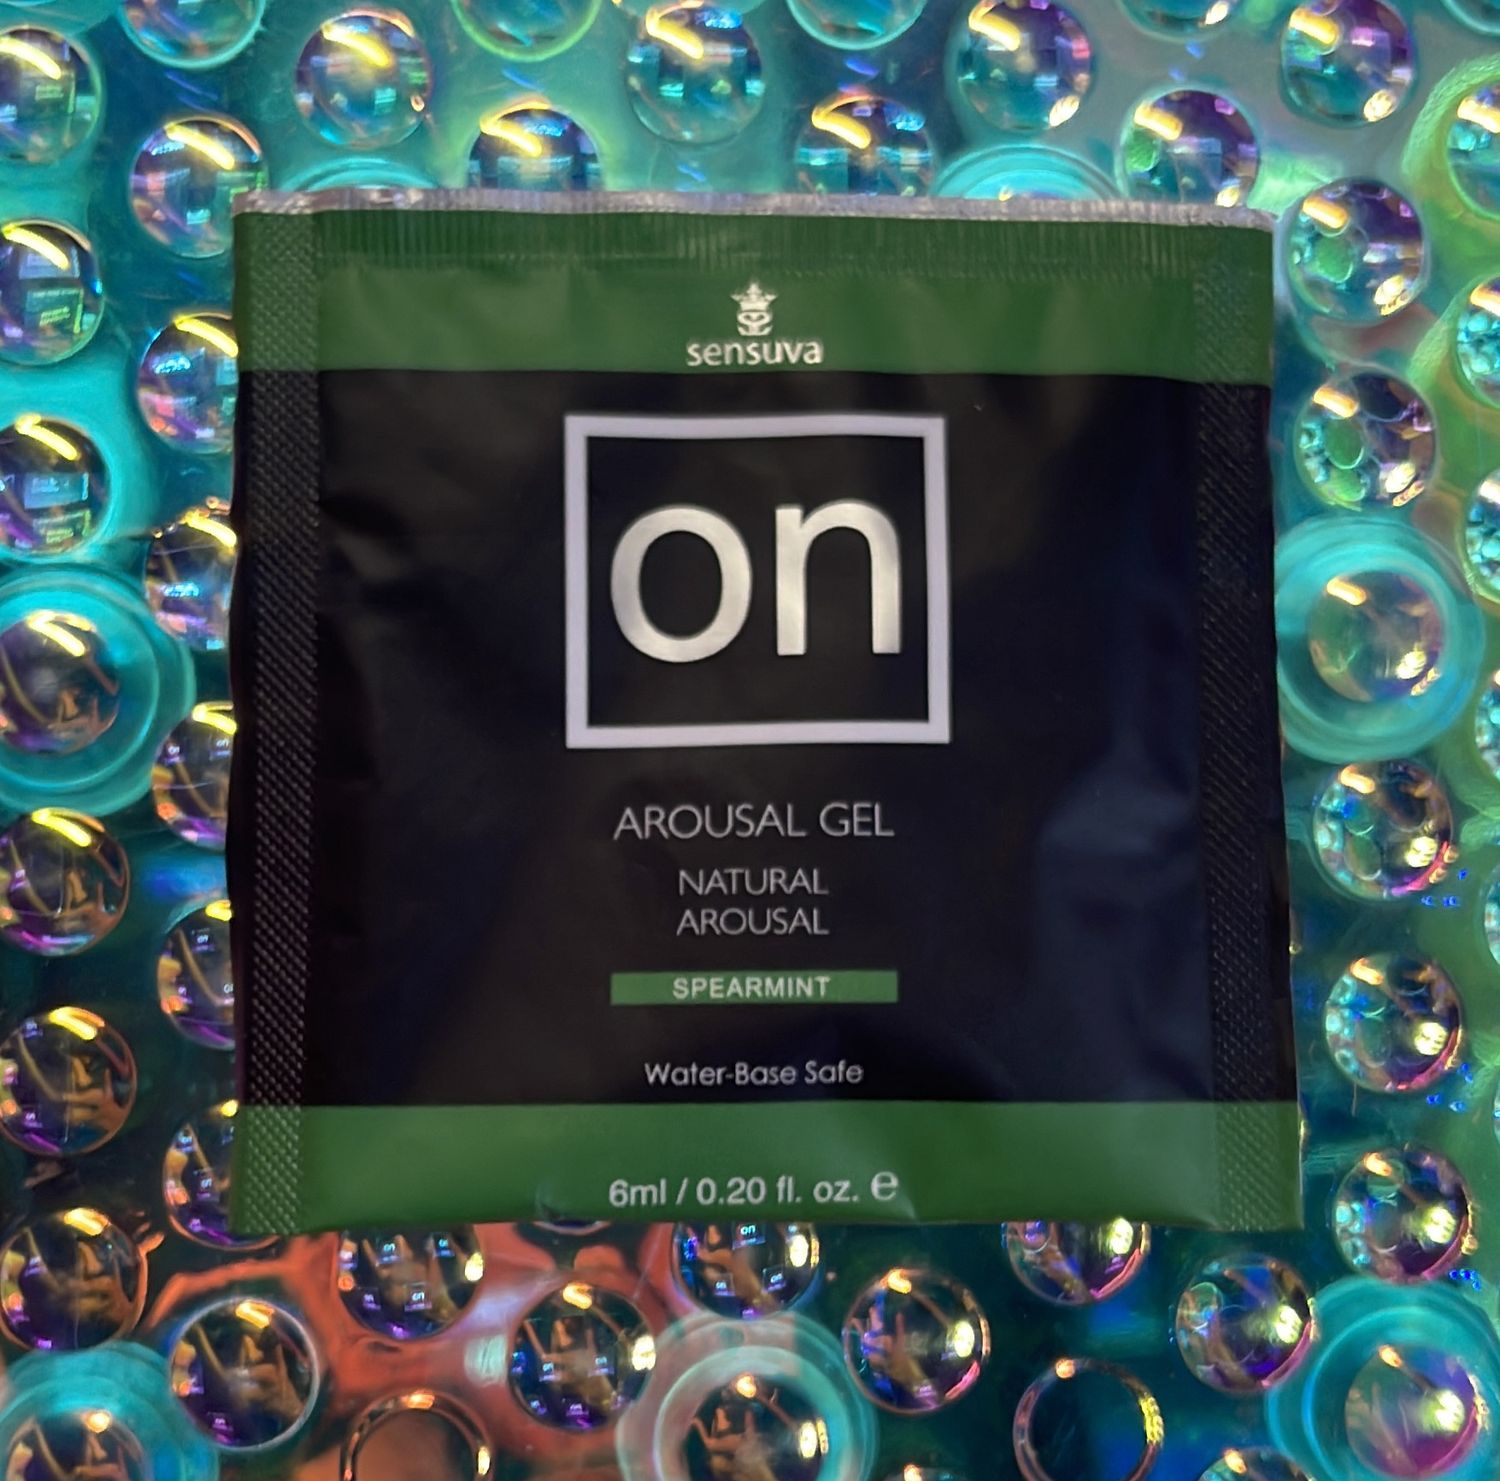 sensuva
on
AROUSAL GEL
NATURAL
AROUSAL
SPEARMINT
Water-Base Safe
6ml / 0.20 fl. oz. ℮